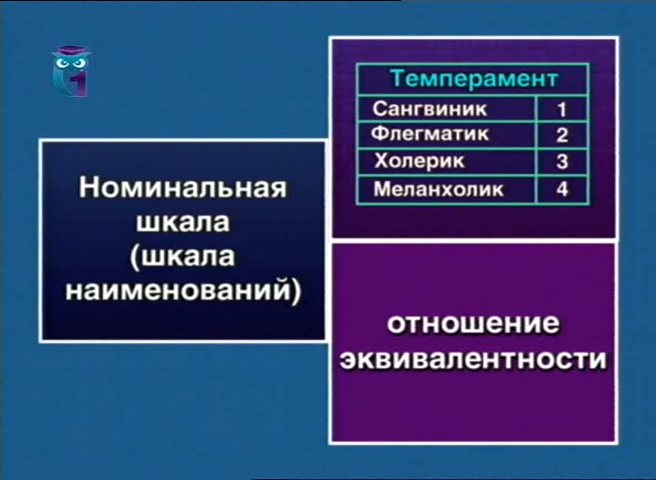 Номинальная
шкала
(шкала
наименований)
Темперамент
Сангвиник 1
Флегматик 2
Холерик 3
Меланхолик 4
отношение
эквивалентности